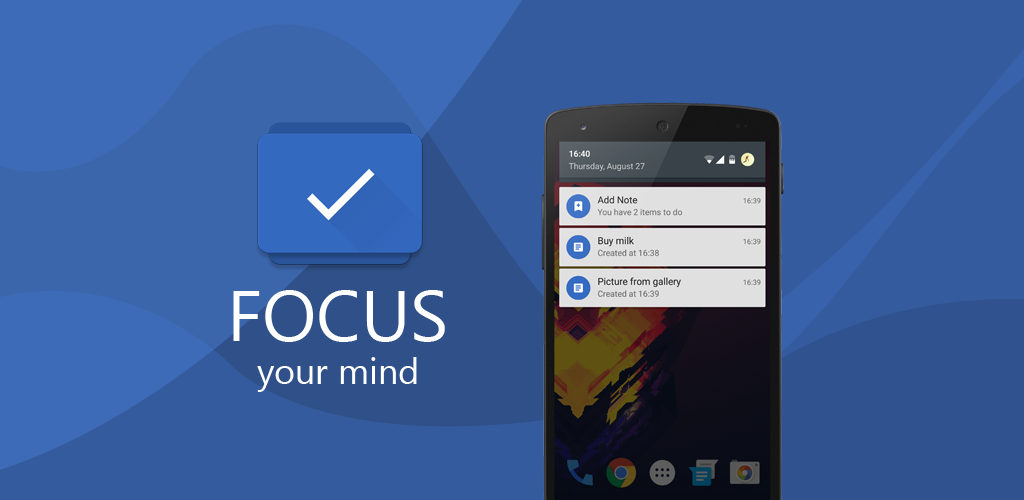 FOCUS
your mind
16:40
Thursday, August 27
Add Note 16:39
You have 2 items to do
Buy milk 16:39
Created at 16:38
Picture from gallery 16:39
Created at 16:39